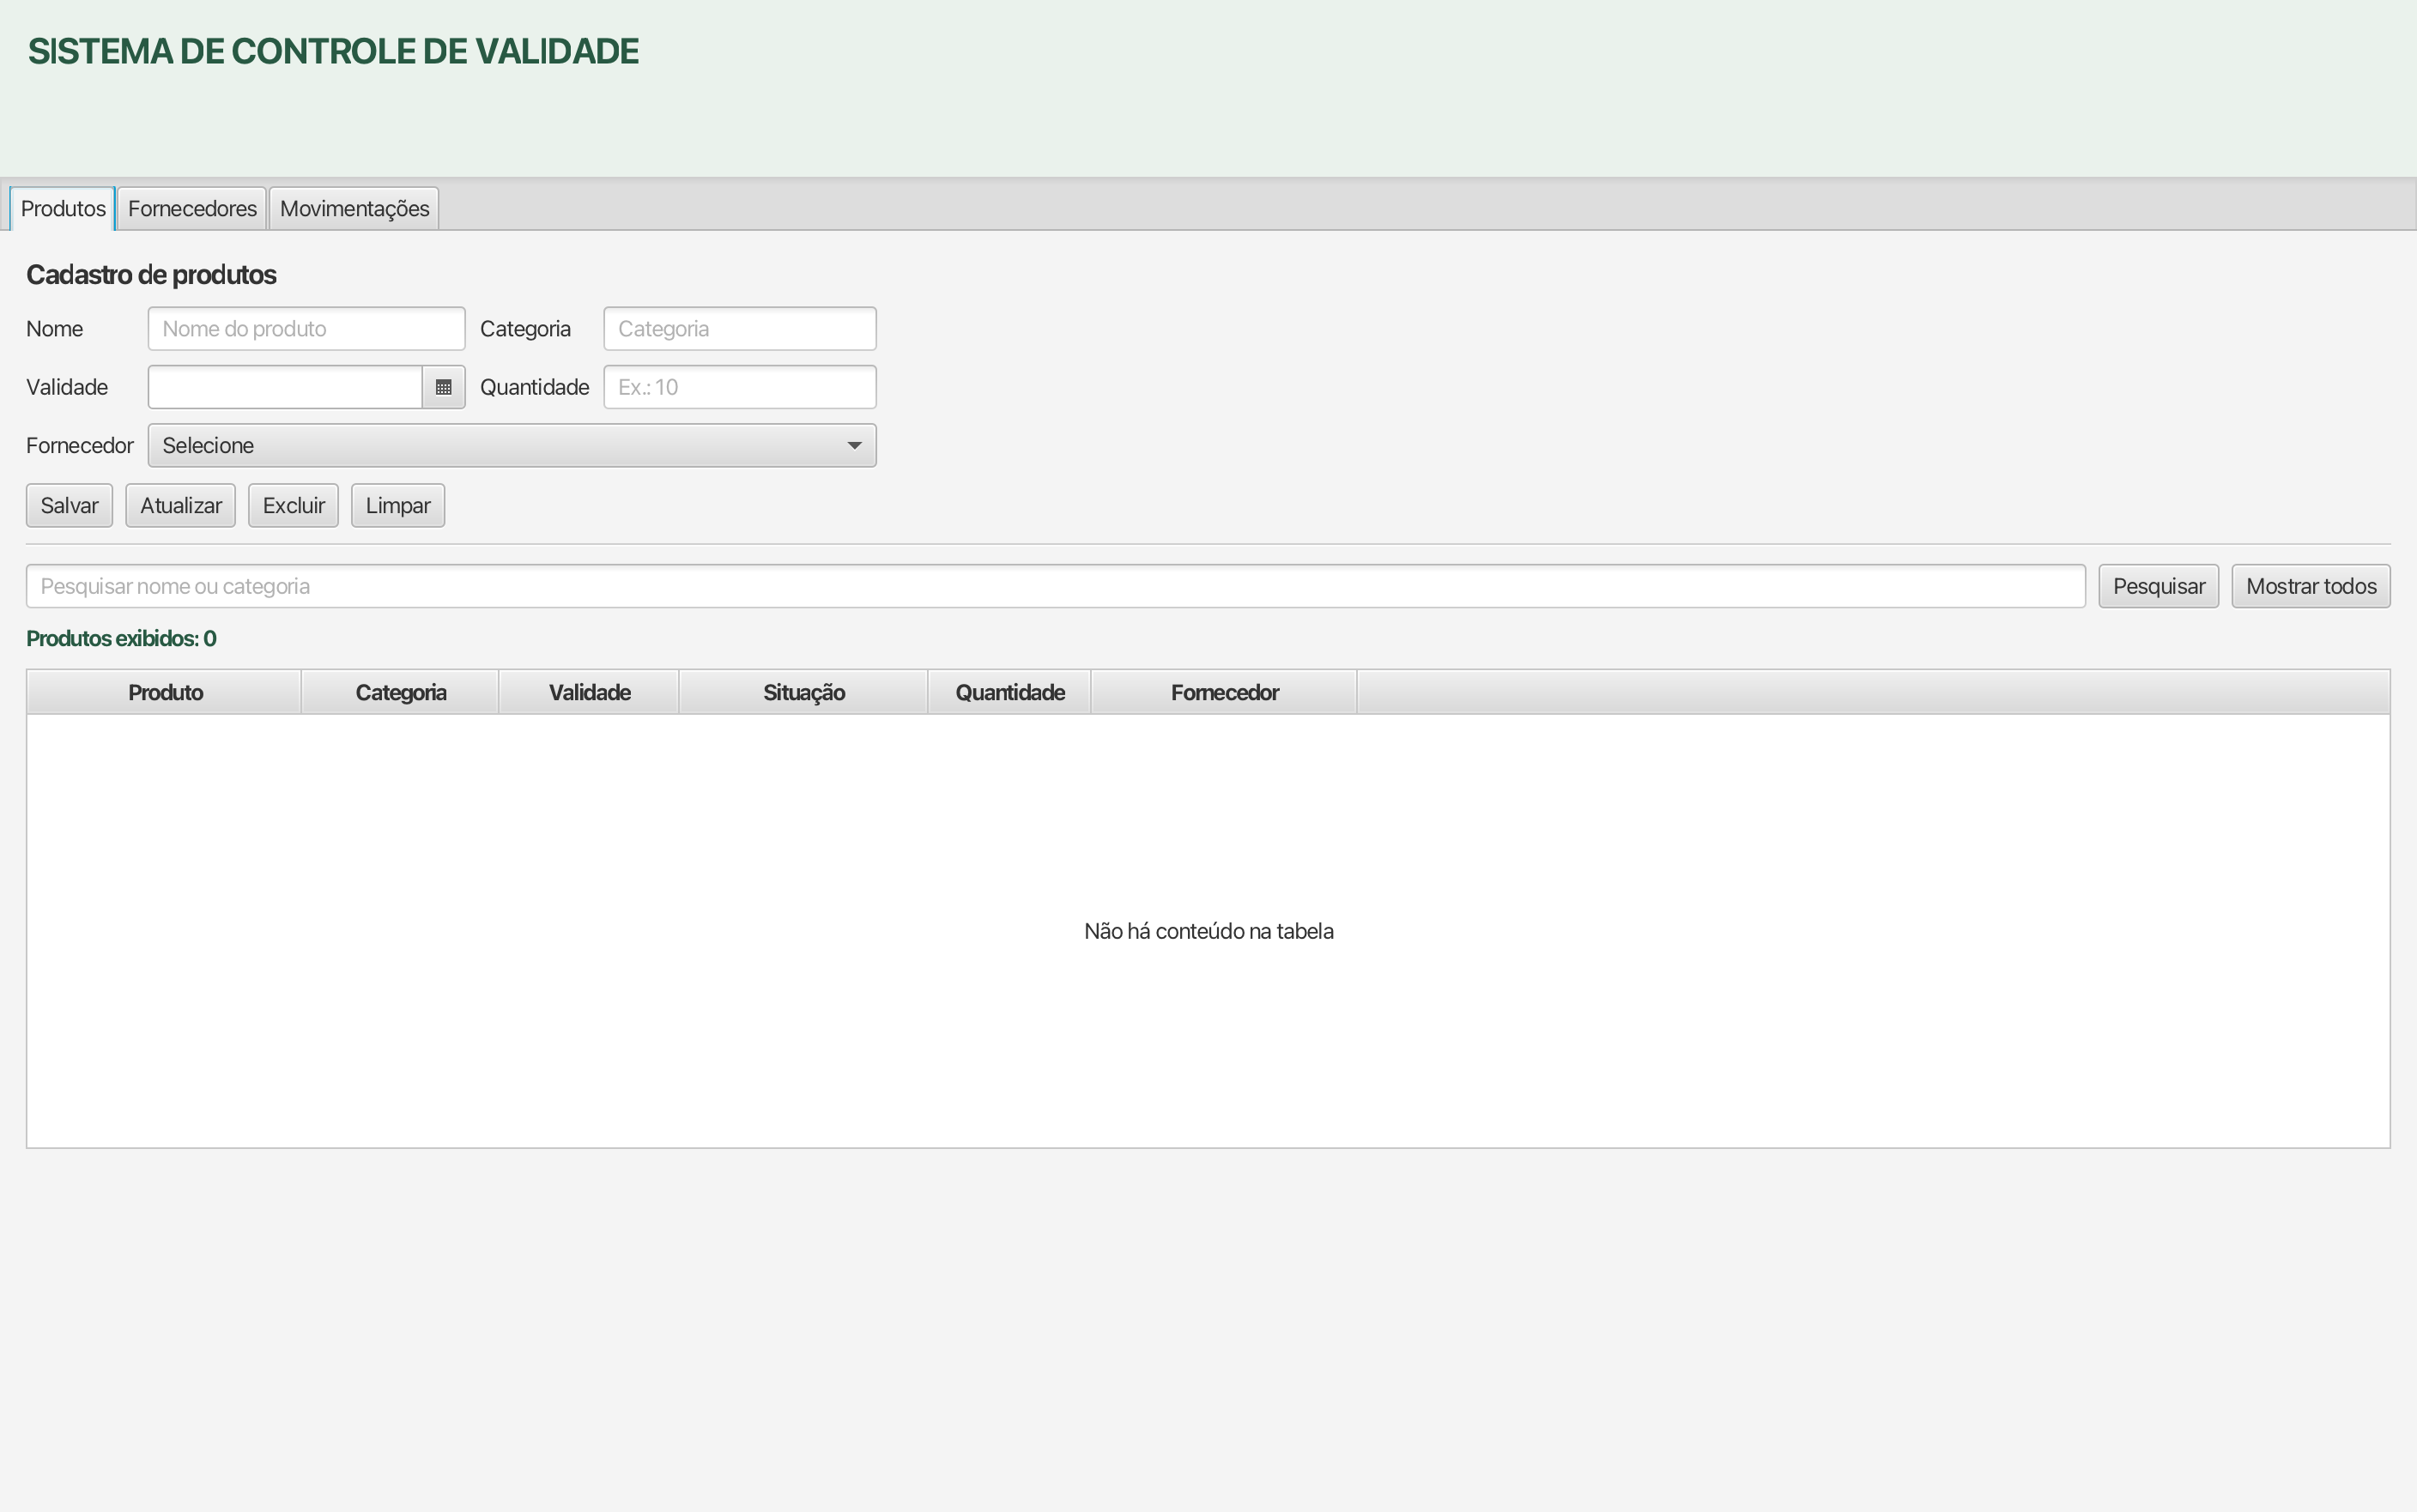 SISTEMA DE CONTROLE DE VALIDADE
Produtos Fornecedores Movimentações
Cadastro de produtos
Nome Nome do produto Categoria Categoria
Validade Quantidade Ex.: 10
Fornecedor Selecione
Salvar Atualizar Excluir Limpar
Pesquisar nome ou categoria Pesquisar Mostrar todos
Produtos exibidos: 0
Produto Categoria Validade Situação Quantidade Fornecedor
Não há conteúdo na tabela